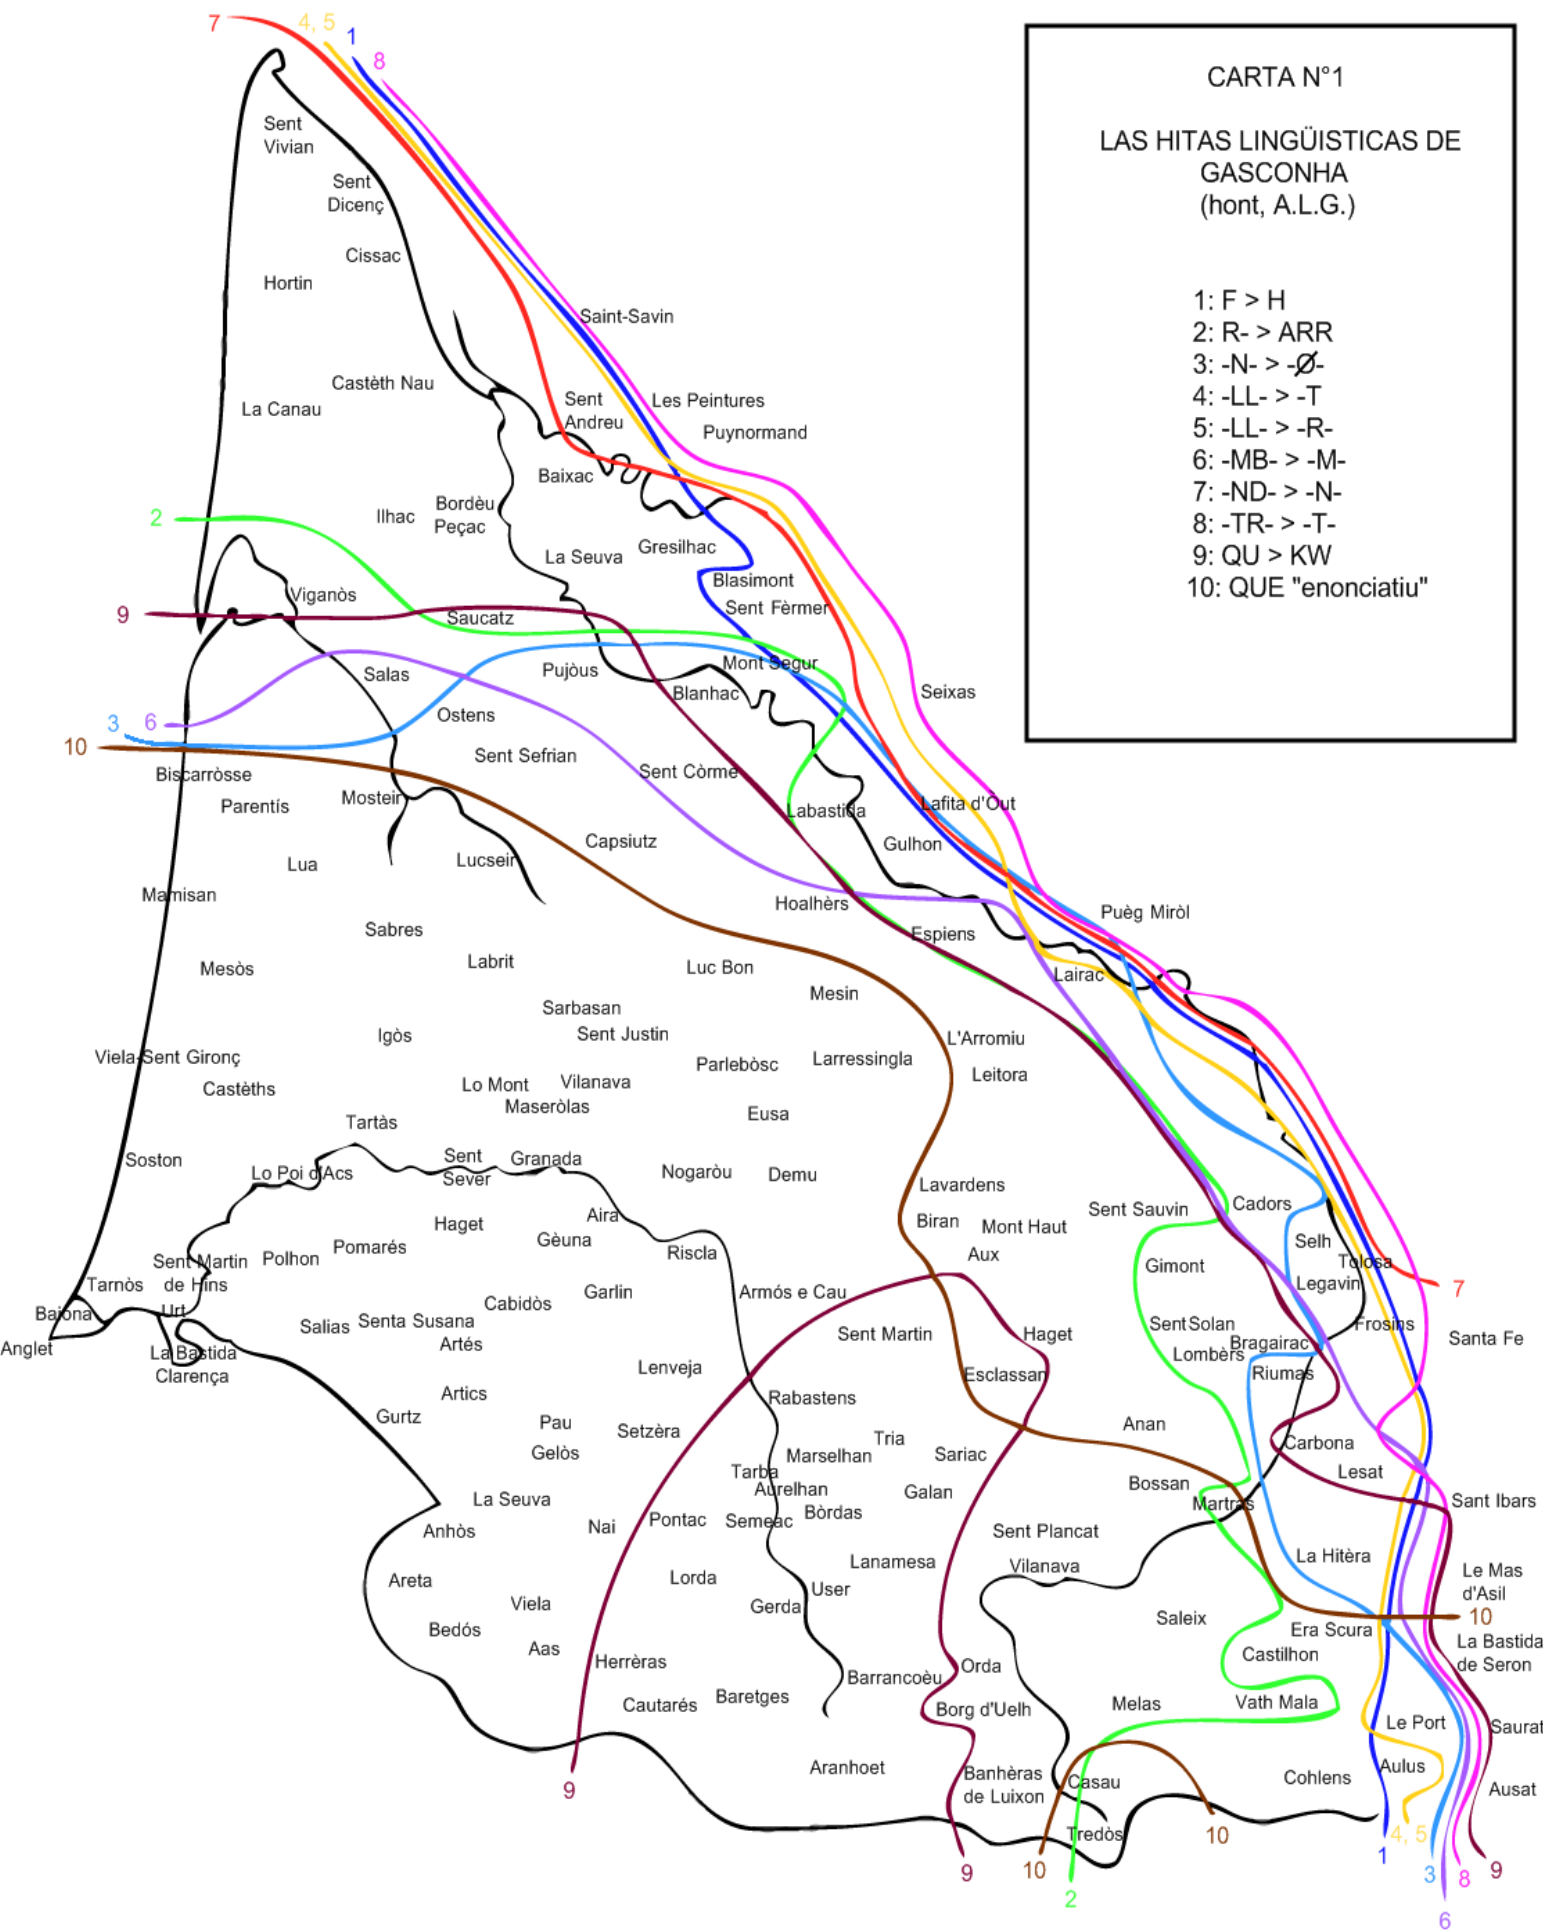 7
4, 5
1
8
CARTA N°1
LAS HITAS LINGÜISTICAS DE
GASCONHA
(hont, A.L.G.)
1: F > H
2: R- > ARR
3: -N- > -Ø-
4: -LL- > -T
5: -LL- > -R-
6: -MB- > -M-
7: -ND- > -N-
8: -TR- > -T-
9: QU > KW
10: QUE "enonciatiu"
Sent
Vivian
Sent
Dicenç
Cissac
Hortin
Saint-Savin
Castèth Nau
La Canau
Sent
Andreu
Les Peintures
Puynormand
Baixac
Bordèu
Ilhac
Peçac
2
La Seuva
Gresilhac
Blasimont
Viganòs
Sent Fèrmer
9
Saucatz
Salas
Pujòus
Mont Segur
Blanhac
Seixas
3
6
Ostens
10
Sent Sefrian
Sent Còrme
Biscarròsse
Parentís
Mosteir
Labastida
Lafita d'Òut
Capsiutz
Gulhon
Lua
Lucseir
Mamisan
Hoalhèrs
Puèg Miròl
Sabres
Espiens
Mesòs
Labrit
Luc Bon
Lairac
Mesin
Sarbasan
Igòs
Sent Justin
L'Arromiu
Viela-Sent Gironç
Parlebòsc
Larressingla
Leitora
Castèths
Lo Mont
Vilanava
Maseròlas
Eusa
Tartàs
Soston
Lo Poi d'Acs
Sent
Sever
Granada
Nogaròu
Demu
Lavardens
Sent Sauvin
Cadors
Haget
Aira
Biran
Mont Haut
Polhon
Pomarés
Gèuna
Riscla
Aux
Selh
Sent Martin
de Hins
Gimont
Tolosa
Tarnòs
Legavin
7
Baiona
Urt
Cabidòs
Garlin
Armós e Cau
Anglet
Salias
Senta Susana
Sent Martin
Haget
Sent Solan
Frosins
Santa Fe
La Bastida
Clarença
Artés
Lombèrs
Bragairac
Lenveja
Esclassan
Riumas
Artics
Rabastens
Gurtz
Pau
Setzèra
Anan
Gelòs
Tria
Sariac
Carbona
Marselhan
Tarba
Lesat
Aurelhan
Galan
Bossan
La Seuva
Martras
Sant Ibars
Anhòs
Nai
Pontac
Semeac
Bòrdas
Sent Plancat
Lanamesa
Vilanava
La Hitèra
Areta
Lorda
User
Le Mas
d'Asil
Viela
Gerda
Saleix
10
Bedós
Era Scura
Aas
Castilhon
La Bastida
de Seron
Herrèras
Barrancoèu
Orda
Cautarés
Baretges
Borg d'Uelh
Melas
Vath Mala
Le Port
Saurat
Aranhoet
Banhèras
de Luixon
Casau
Cohlens
Aulus
Ausat
9
Tredòs
10
4, 5
1
9
10
3
8
9
2
6